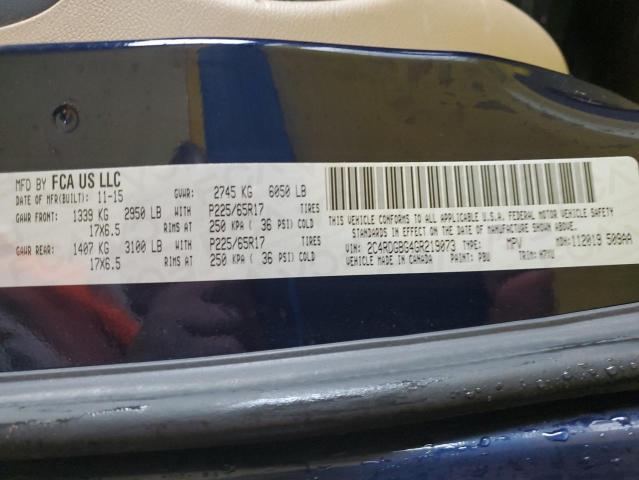 MFD BY FCA US LLC
DATE OF MFR(BUILT): 11-15 GVWR: 2745 KG 6050 LB
GAWR FRONT: 1339 KG 2950 LB WITH P225/65R17 TIRES
17X6.5 RIMS AT 250 KPA( 36 PSI) COLD
GAWR REAR: 1407 KG 3100 LB WITH P225/65R17 TIRES
17X6.5 RIMS AT 250 KPA( 36 PSI) COLD
THIS VEHICLE CONFORMS TO ALL APPLICABLE U.S.A. FEDERAL MOTOR VEHICLE SAFETY
STANDARDS IN EFFECT ON THE DATE OF MANUFACTURE SHOWN ABOVE.
VIN: 2C4RDGBG4GR219073 TYPE: MPV MDH: 112019 509AA
VEHICLE MADE IN CANADA PAINT: PBU TRIM: